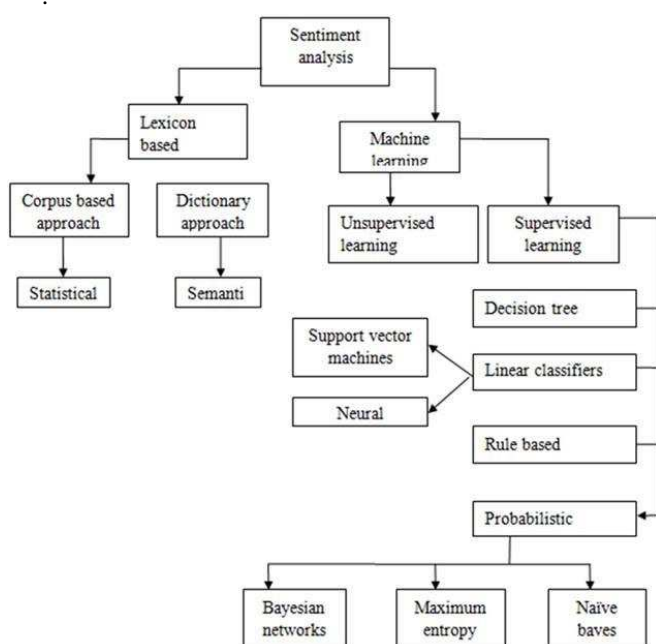 Sentiment
analysis
Lexicon
based
Machine
learning
Corpus based
approach
Dictionary
approach
Unsupervised
learning
Supervised
learning
Statistical
Semanti
Decision tree
Support vector
machines
Linear classifiers
Neural
Rule based
Probabilistic
Bayesian
networks
Maximum
entropy
Naïve
bayes